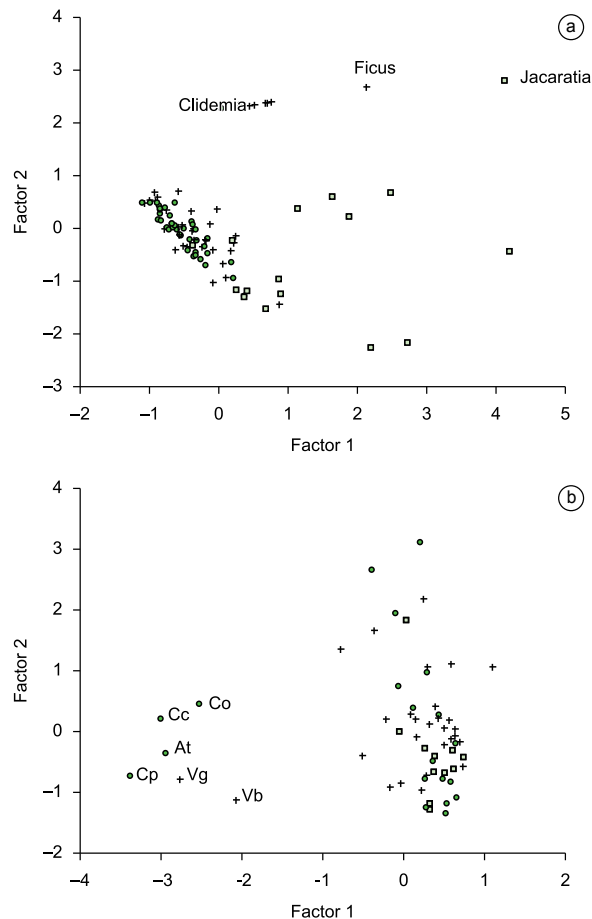 4
a
3
Ficus
Jacaratia
Clidemia
2
1
Factor 2
0
–1
–2
–3
–2 –1 0 1 2 3 4 5
Factor 1
4
b
3
2
Factor 2
1
Co
Cc
0
At
Cp
Vg
–1
Vb
–2
–4 –3 –2 -1 0 1 2
Factor 1